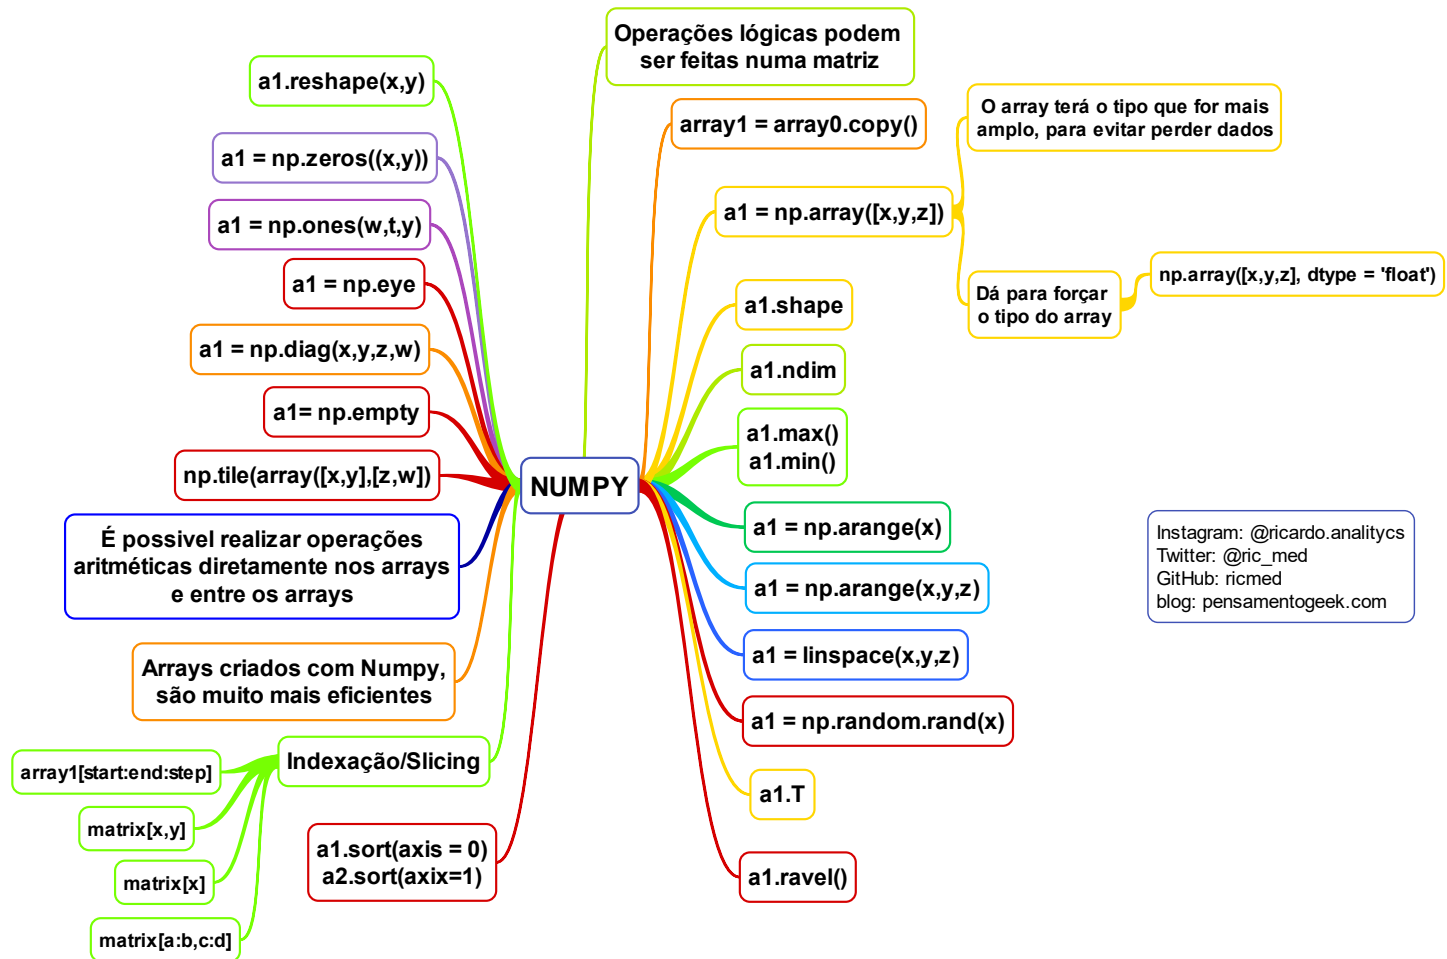 Operações lógicas podem
ser feitas numa matriz
a1.reshape(x,y)
a1 = np.zeros((x,y))
a1 = np.ones(w,t,y)
a1 = np.eye
a1 = np.diag(x,y,z,w)
a1= np.empty
np.tile(array([x,y],[z,w])
É possivel realizar operações
aritméticas diretamente nos arrays
e entre os arrays
Arrays criados com Numpy,
são muito mais eficientes
Indexação/Slicing
array1[start:end:step]
matrix[x,y]
matrix[x]
matrix[a:b,c:d]
a1.sort(axis = 0)
a2.sort(axix=1)
NUMPY
array1 = array0.copy()
a1 = np.array([x,y,z])
O array terá o tipo que for mais
amplo, para evitar perder dados
Dá para forçar
o tipo do array
np.array([x,y,z], dtype = 'float')
a1.shape
a1.ndim
a1.max()
a1.min()
a1 = np.arange(x)
a1 = np.arange(x,y,z)
a1 = linspace(x,y,z)
a1 = np.random.rand(x)
a1.T
a1.ravel()
Instagram: @ricardo.analitycs
Twitter: @ric_med
GitHub: ricmed
blog: pensamentogeek.com